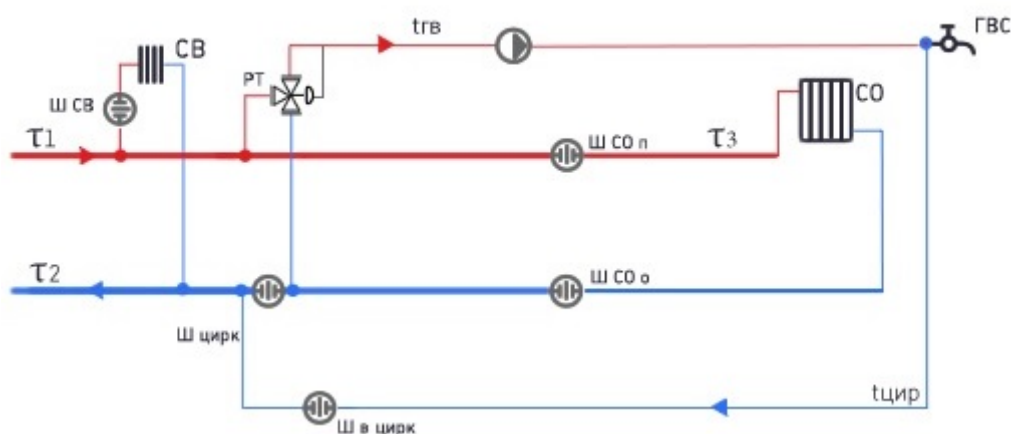 tгв
ГВС
СВ
РТ
Ш СВ
СО
τ1
Ш СО п
τ3
τ2
Ш СО о
Ш цирк
tцир
Ш в цирк